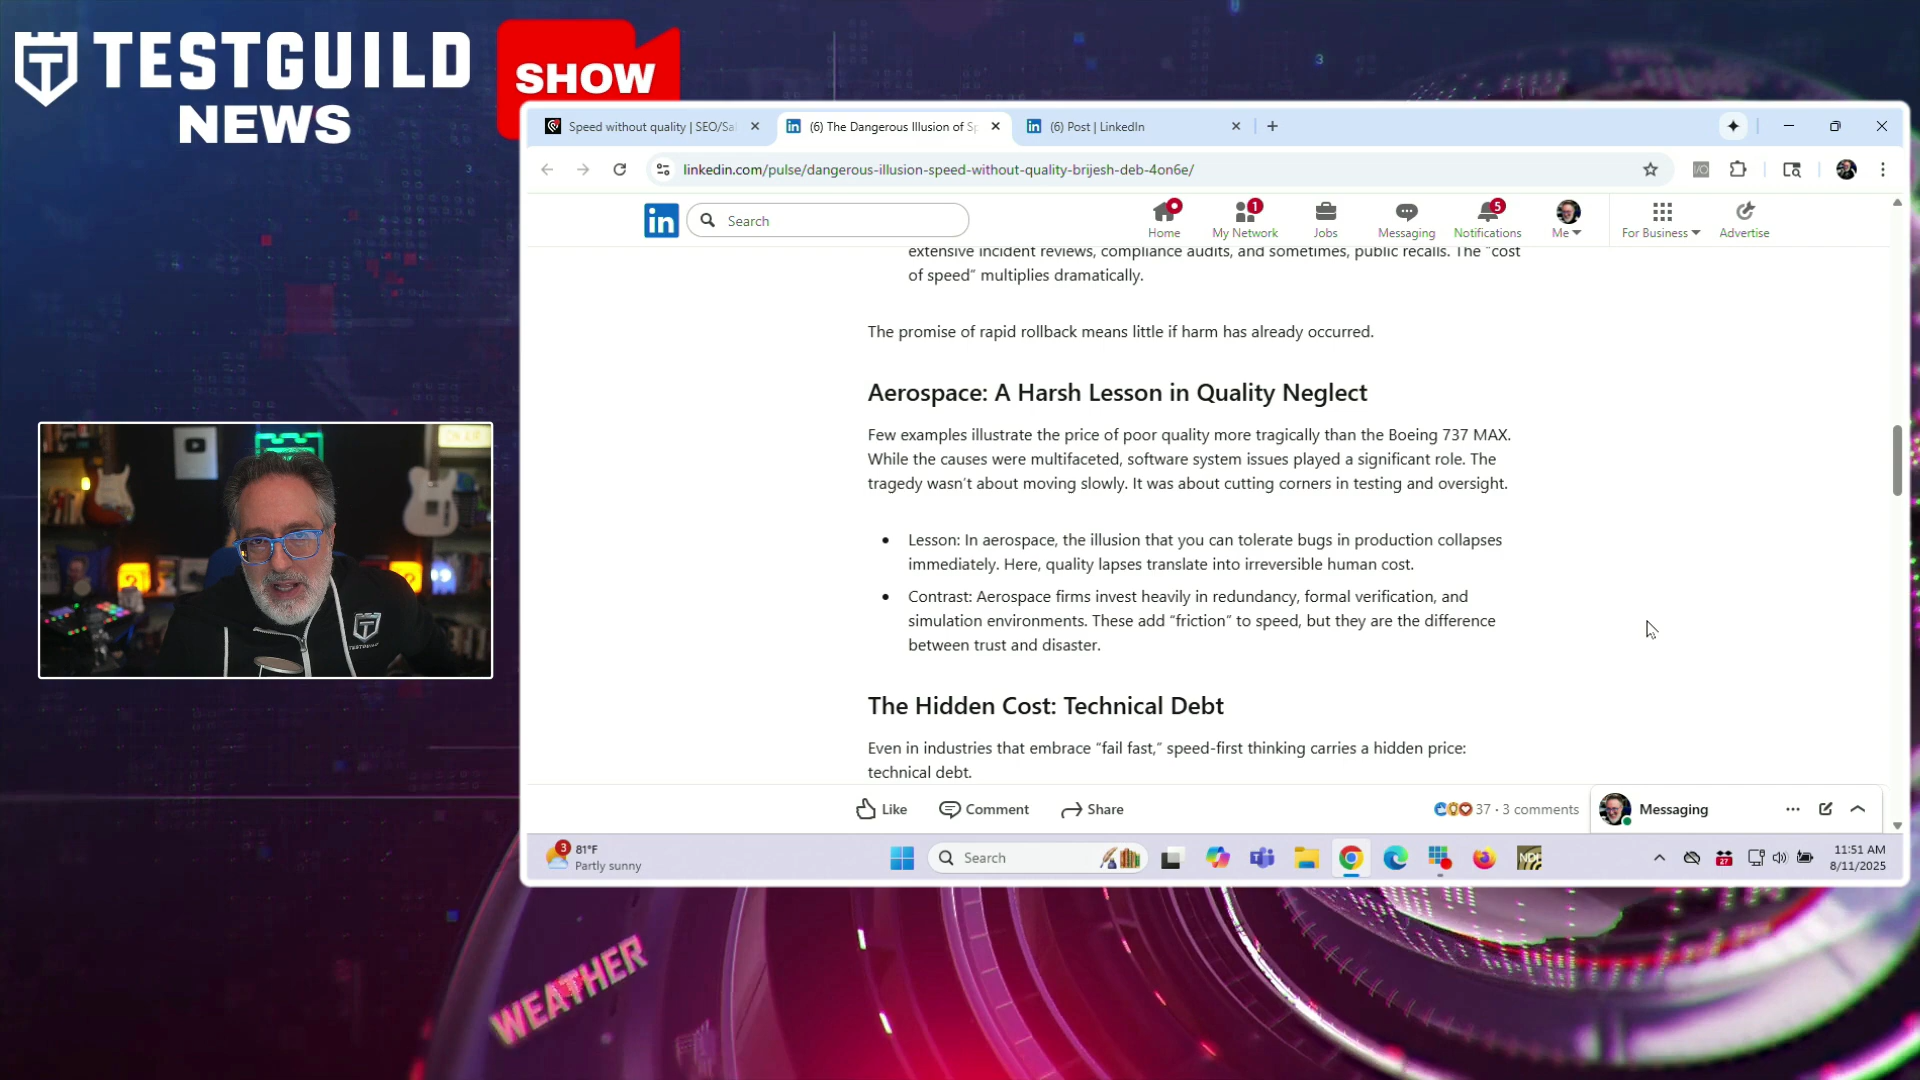 TESTGUILD
NEWS
SHOW
Speed without quality | SEO/Sa
(6) The Dangerous Illusion of Sp
(6) Post | LinkedIn
linkedin.com/pulse/dangerous-illusion-speed-without-quality-brijesh-deb-4on6e/
in
Search
Home
1
My Network
Jobs
Messaging
5
Notifications
Me
For Business
Advertise
extensive incident reviews, compliance audits, and sometimes, public recalls. The "cost
of speed" multiplies dramatically.
The promise of rapid rollback means little if harm has already occurred.
Aerospace: A Harsh Lesson in Quality Neglect
Few examples illustrate the price of poor quality more tragically than the Boeing 737 MAX.
While the causes were multifaceted, software system issues played a significant role. The
tragedy wasn't about moving slowly. It was about cutting corners in testing and oversight.
• Lesson: In aerospace, the illusion that you can tolerate bugs in production collapses
immediately. Here, quality lapses translate into irreversible human cost.
• Contrast: Aerospace firms invest heavily in redundancy, formal verification, and
simulation environments. These add "friction" to speed, but they are the difference
between trust and disaster.
The Hidden Cost: Technical Debt
Even in industries that embrace "fail fast," speed-first thinking carries a hidden price:
technical debt.
Like
Comment
Share
37 · 3 comments
Messaging
3
81°F
Partly sunny
Search
27
11:51 AM
8/11/2025
WEATHER